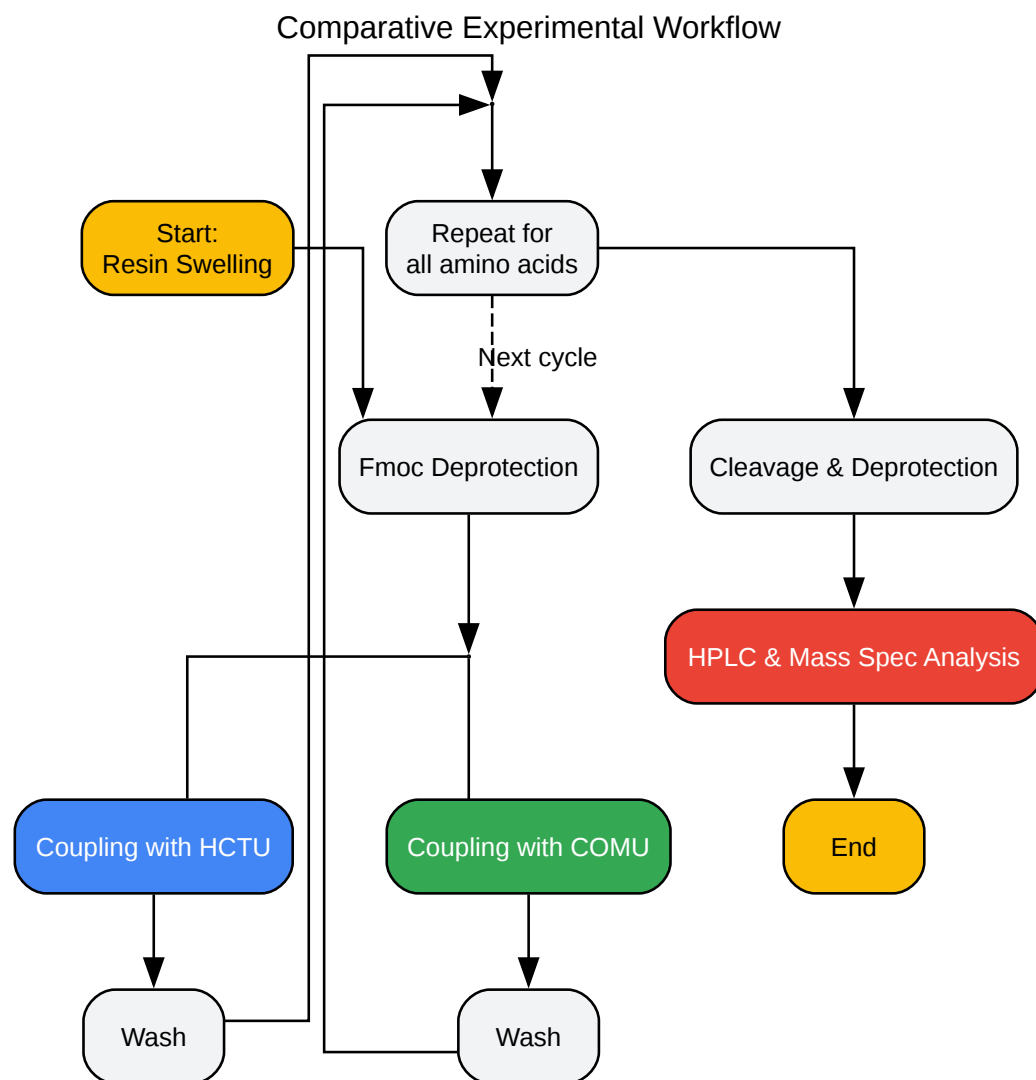 Comparative Experimental Workflow
Start:
Resin Swelling
Repeat for
all amino acids
Next cycle
Fmoc Deprotection
Cleavage & Deprotection
HPLC & Mass Spec Analysis
Coupling with HCTU
Coupling with COMU
End
Wash
Wash